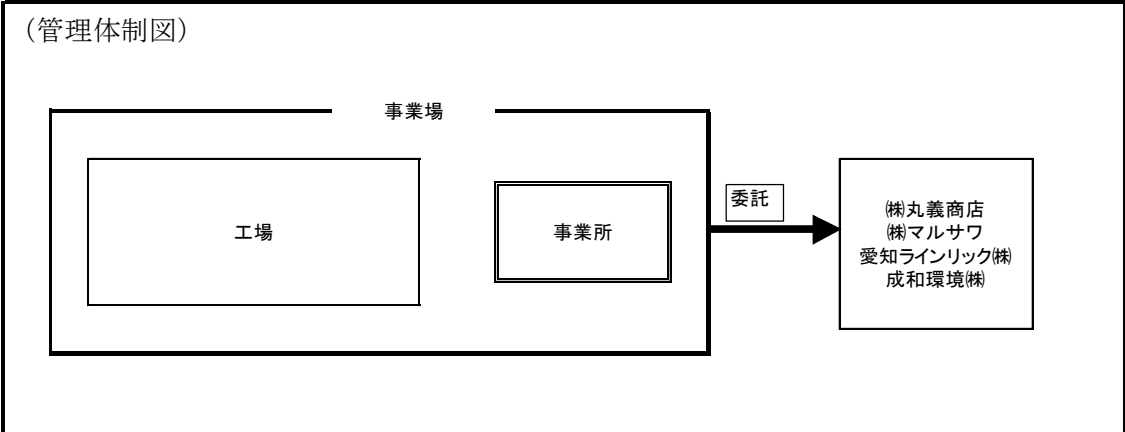 （管理体制図）
事業場
工場
事業所
委託
㈱丸義商店
㈱マルサワ
愛知ラインリック㈱
成和環境㈱